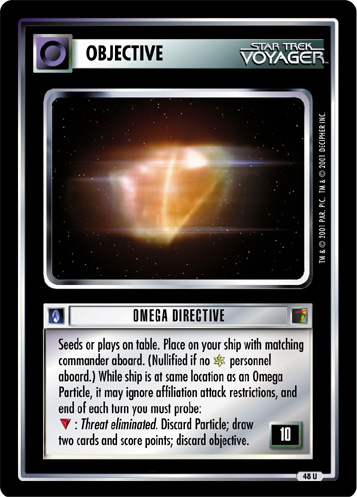 OBJECTIVE
STAR TREK
VOYAGER
TM & © 2001 PAR. PIC. TM & © 2001 DECIPHER INC.
OMEGA DIRECTIVE
Seeds or plays on table. Place on your ship with matching
commander aboard. (Nullified if no personnel
aboard.) While ship is at same location as an Omega
Particle, it may ignore affiliation attack restrictions, and
end of each turn you must probe:
: Threat eliminated. Discard Particle; draw
two cards and score points; discard objective.
10
48 U